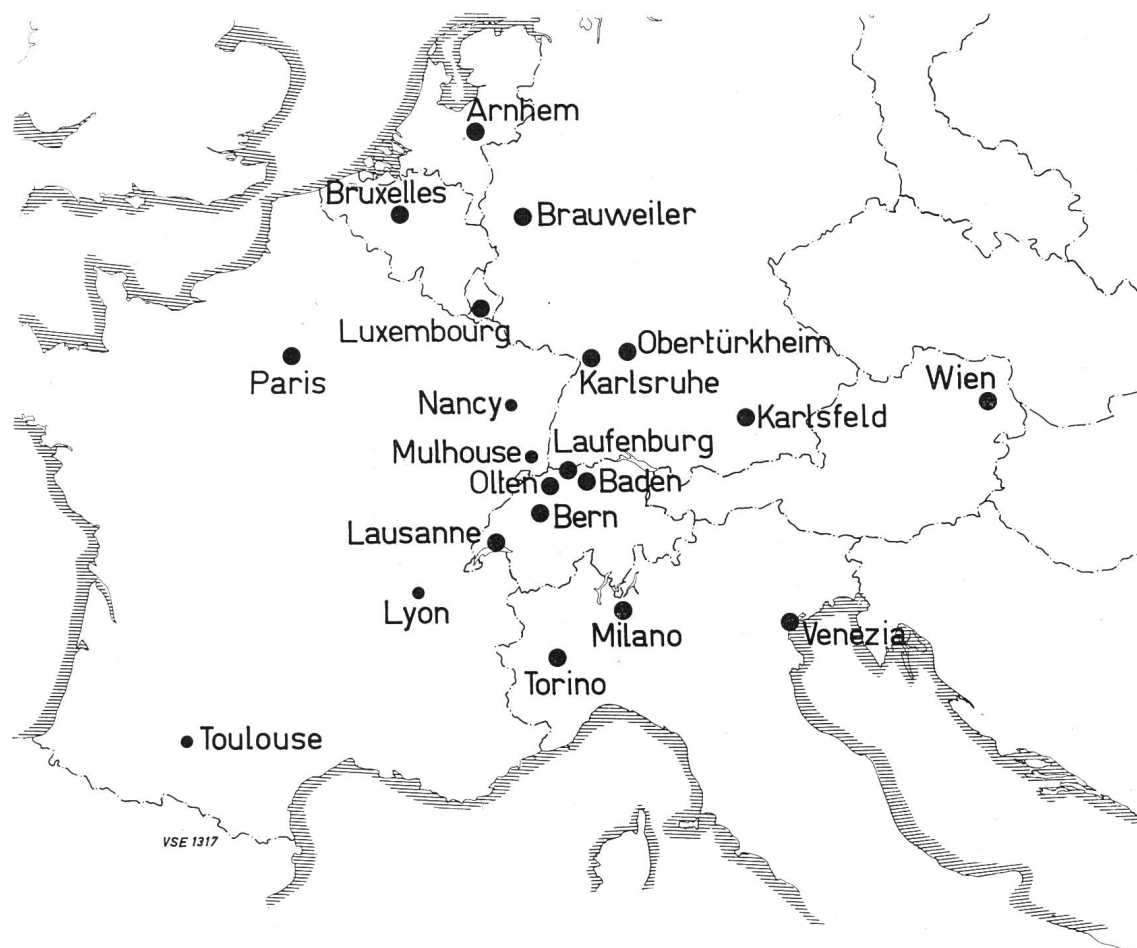 Arnhem
Bruxelles
Brauweiler
Luxembourg
Obertürkheim
Paris
Karlsruhe
Wien
Nancy
Karlsfeld
Laufenburg
Mulhouse
Olten
Baden
Bern
Lausanne
Lyon
Milano
Venezia
Torino
Toulouse
VSE 1317